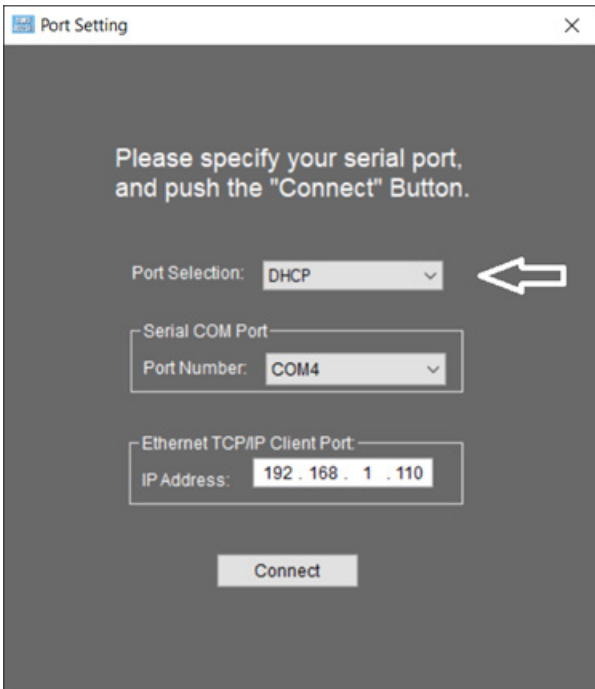 Port Setting
Please specify your serial port,
and push the "Connect" Button.
Port Selection: DHCP
Serial COM Port
Port Number: COM4
Ethernet TCP/IP Client Port:
IP Address: 192 . 168 . 1 . 110
Connect